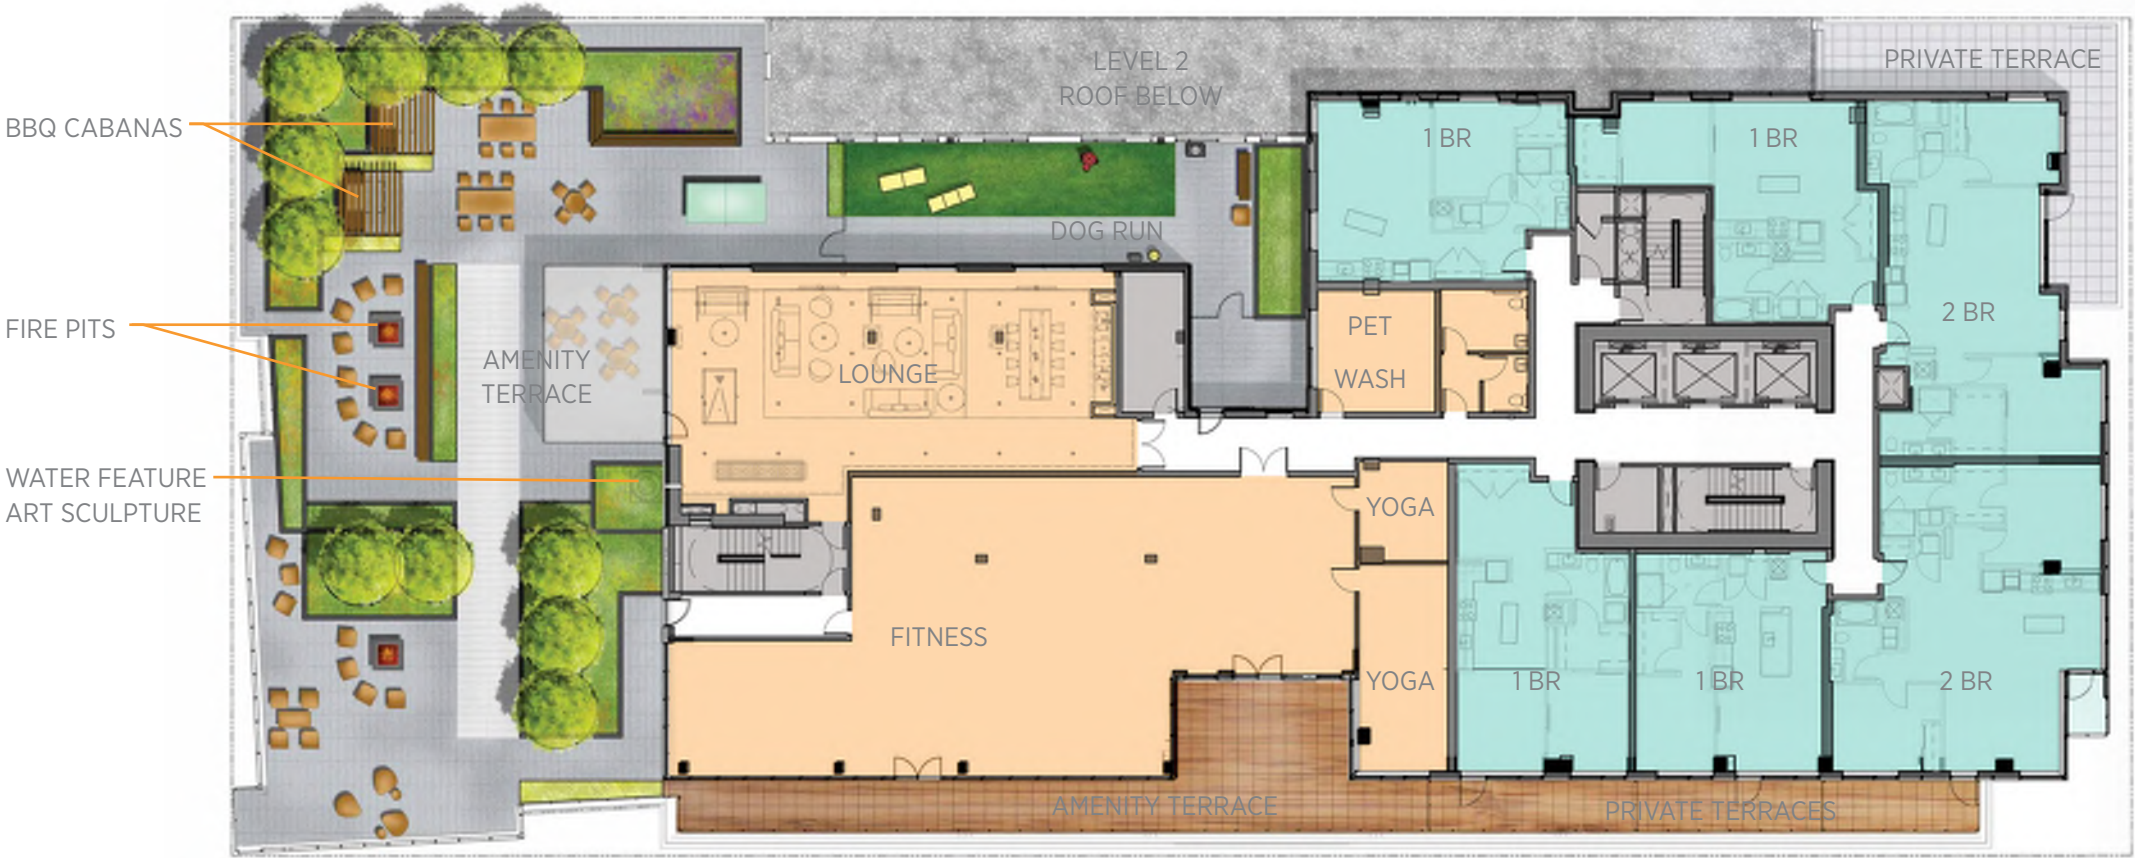 LEVEL 2
ROOF BELOW
PRIVATE TERRACE
BBQ CABANAS
1 BR
1 BR
DOG RUN
FIRE PITS
AMENITY
TERRACE
LOUNGE
PET
WASH
2 BR
WATER FEATURE
ART SCULPTURE
YOGA
FITNESS
YOGA
1 BR
1 BR
2 BR
AMENITY TERRACE
PRIVATE TERRACES